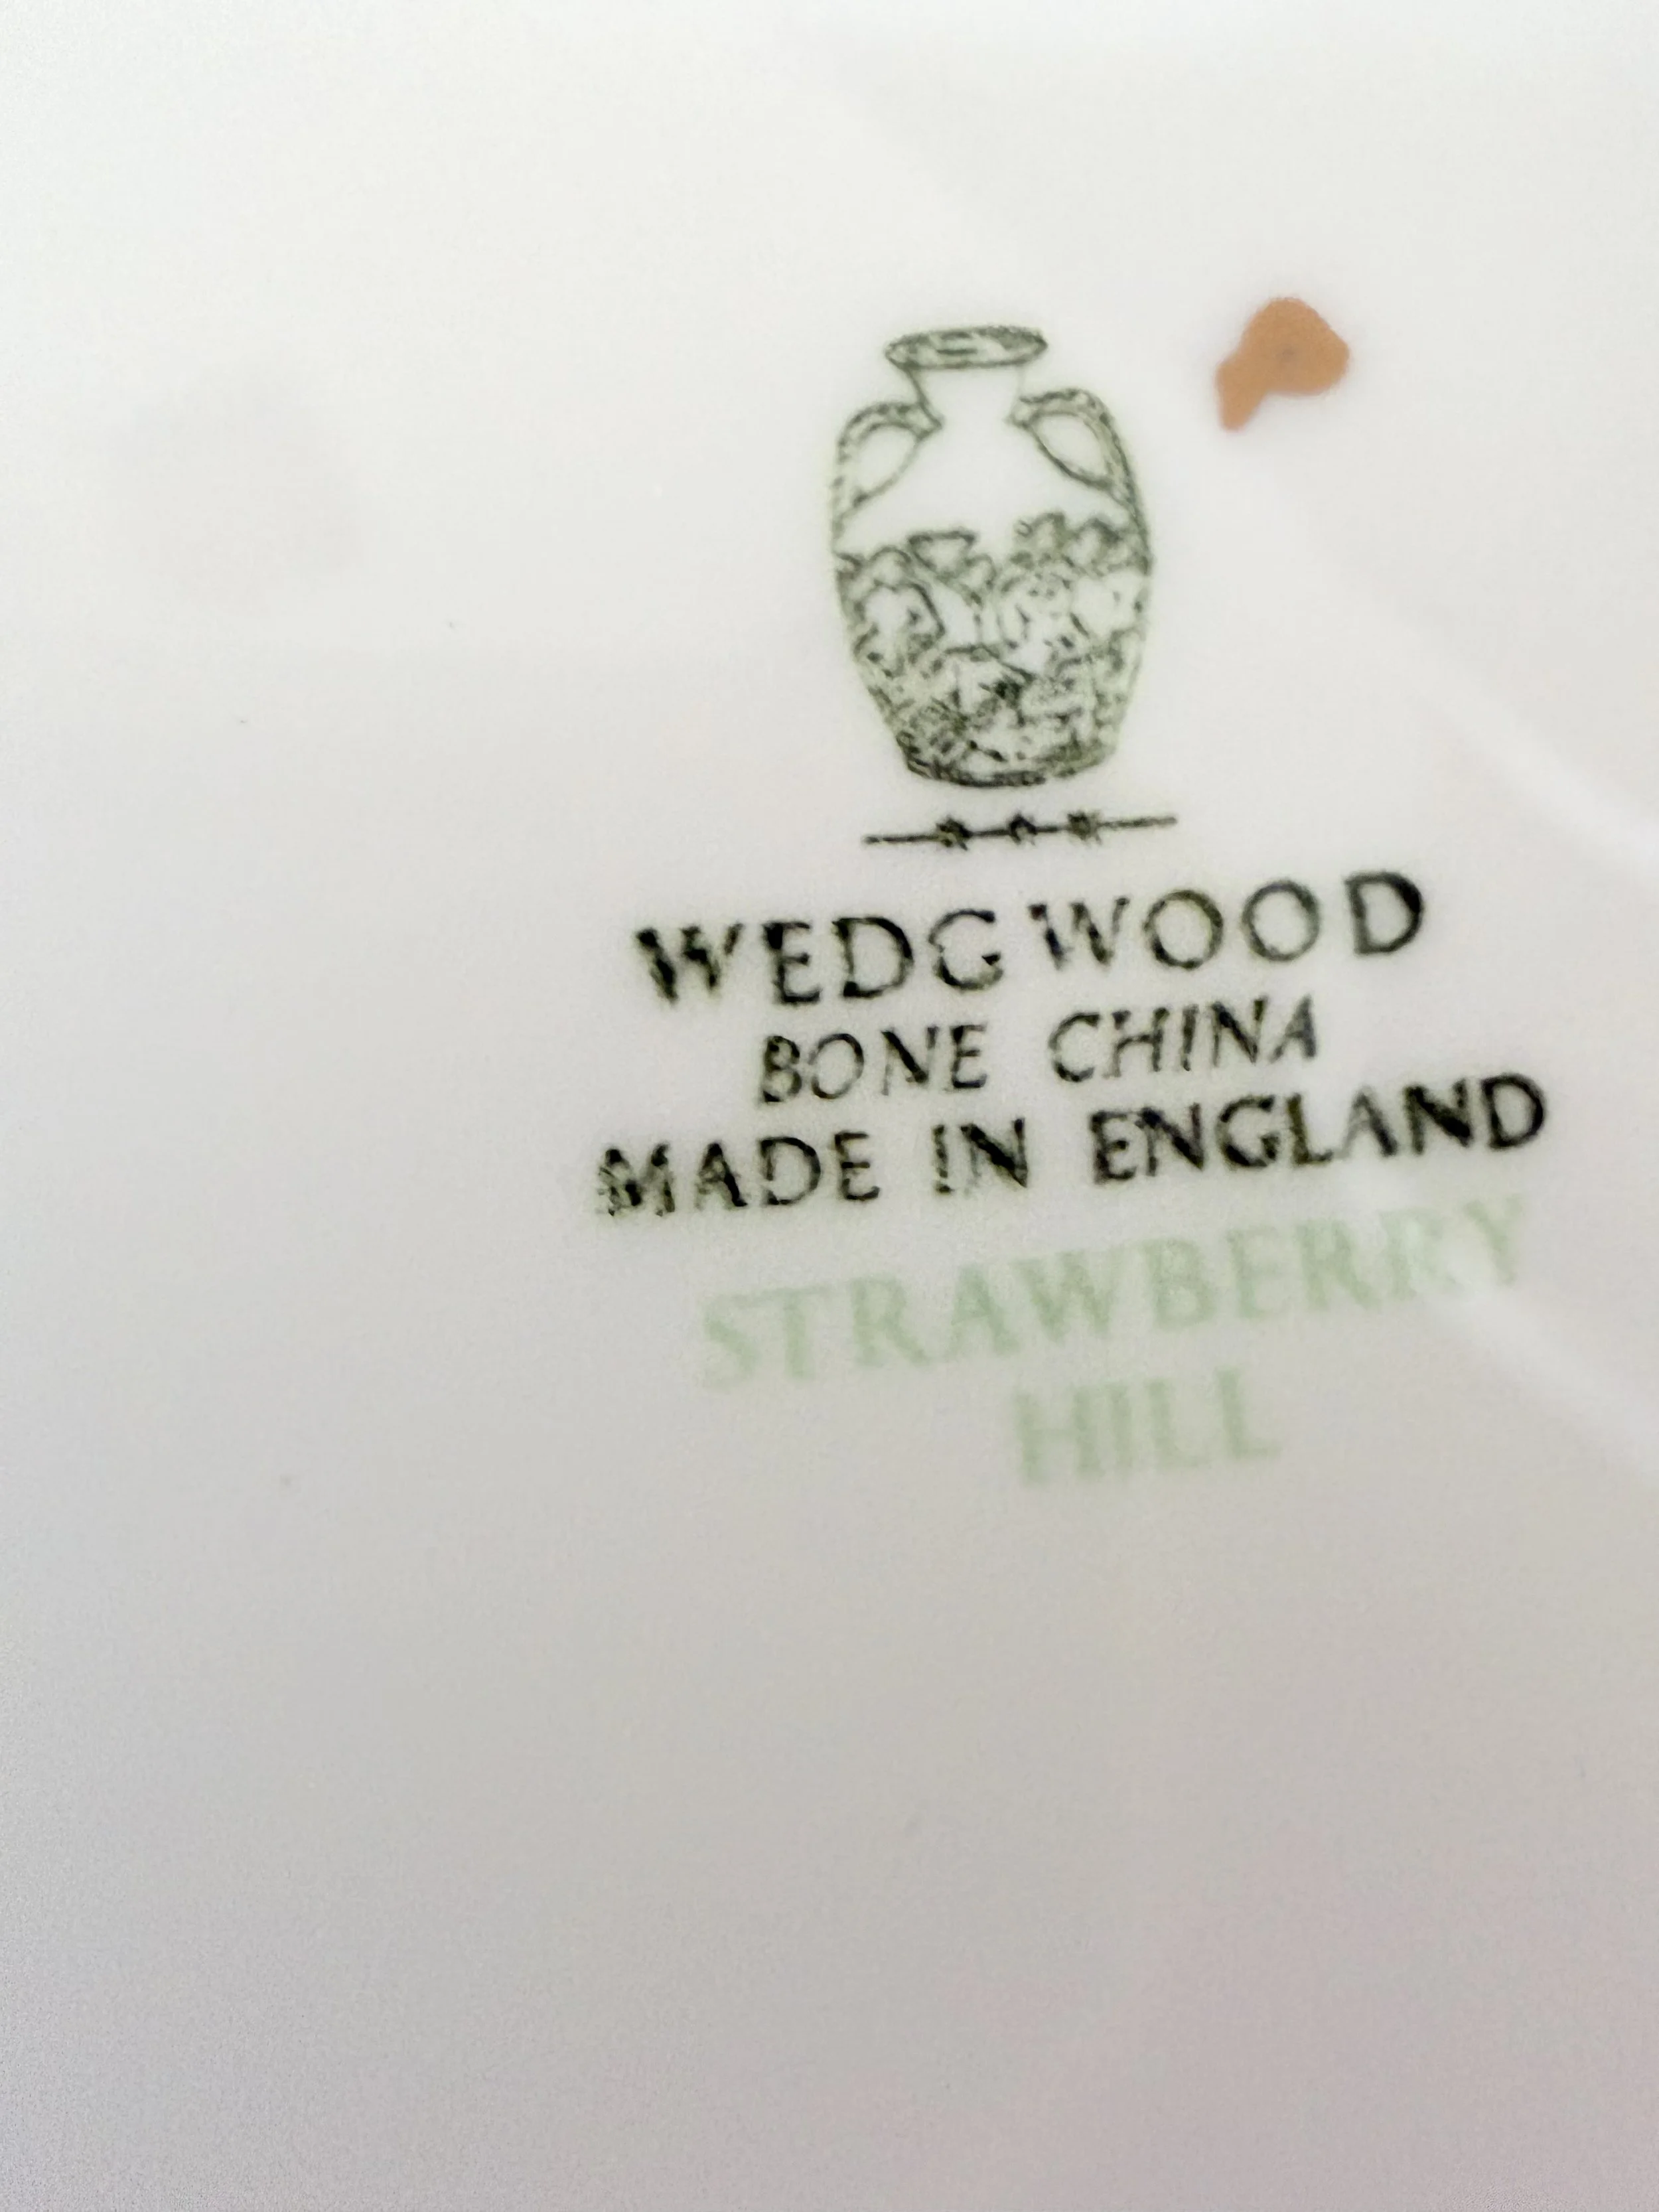 WEDGWOOD
BONE CHINA
MADE IN ENGLAND
STRAWBERRY
HILL